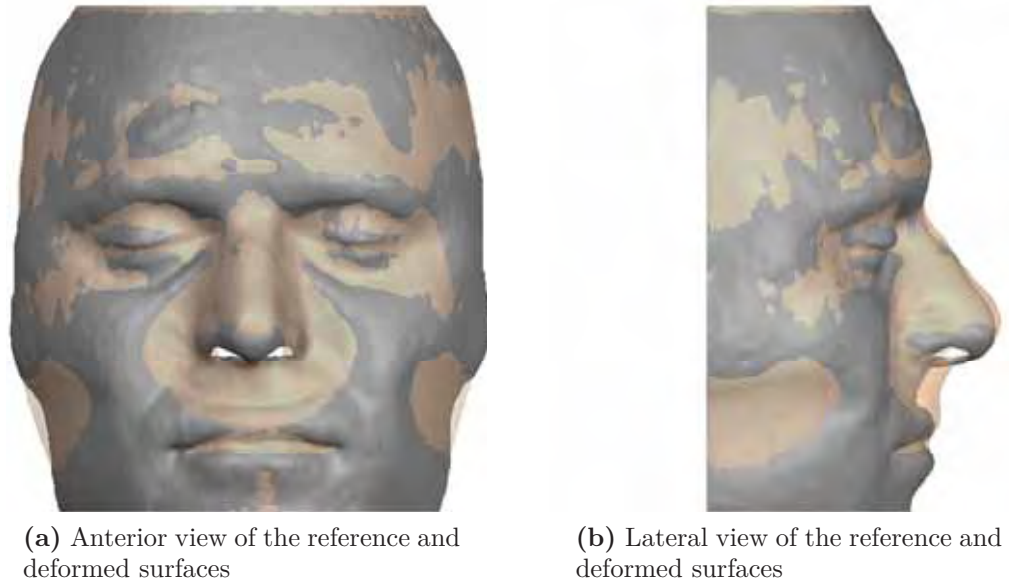 (a) Anterior view of the reference and
deformed surfaces
(b) Lateral view of the reference and
deformed surfaces